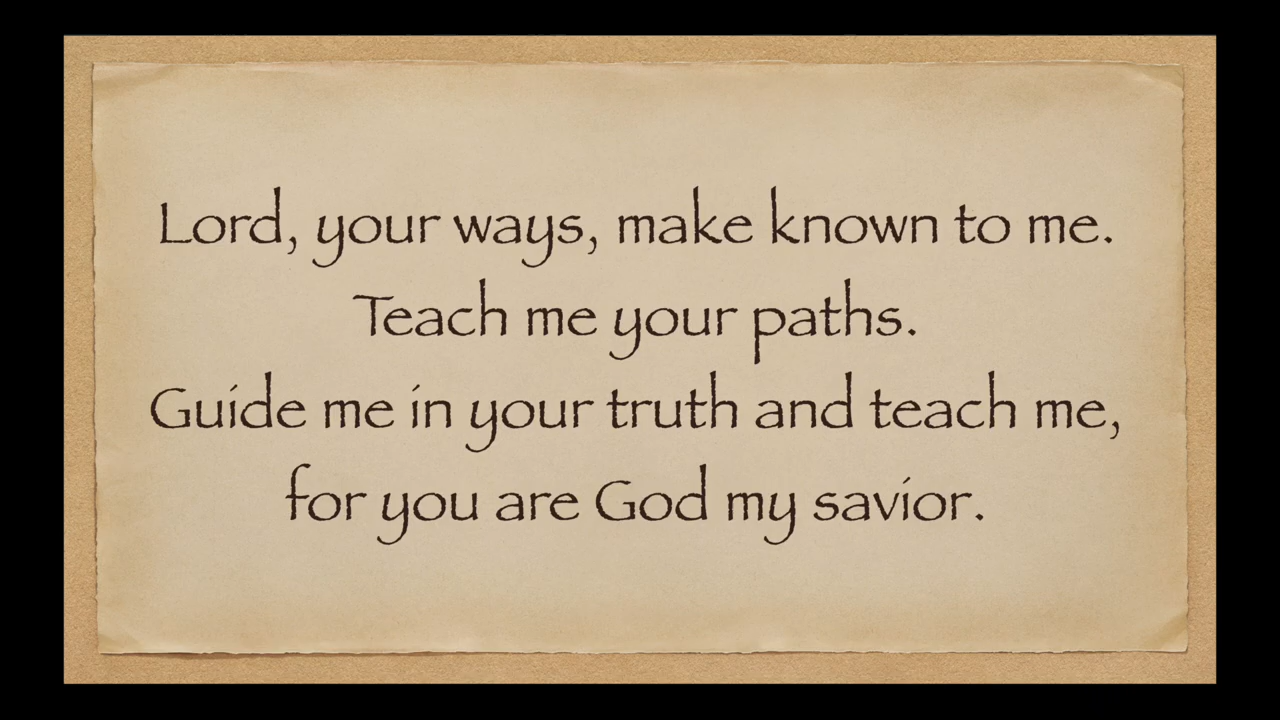 Lord, your ways, make known to me.
Teach me your paths.
Guide me in your truth and teach me,
for you are God my savior.